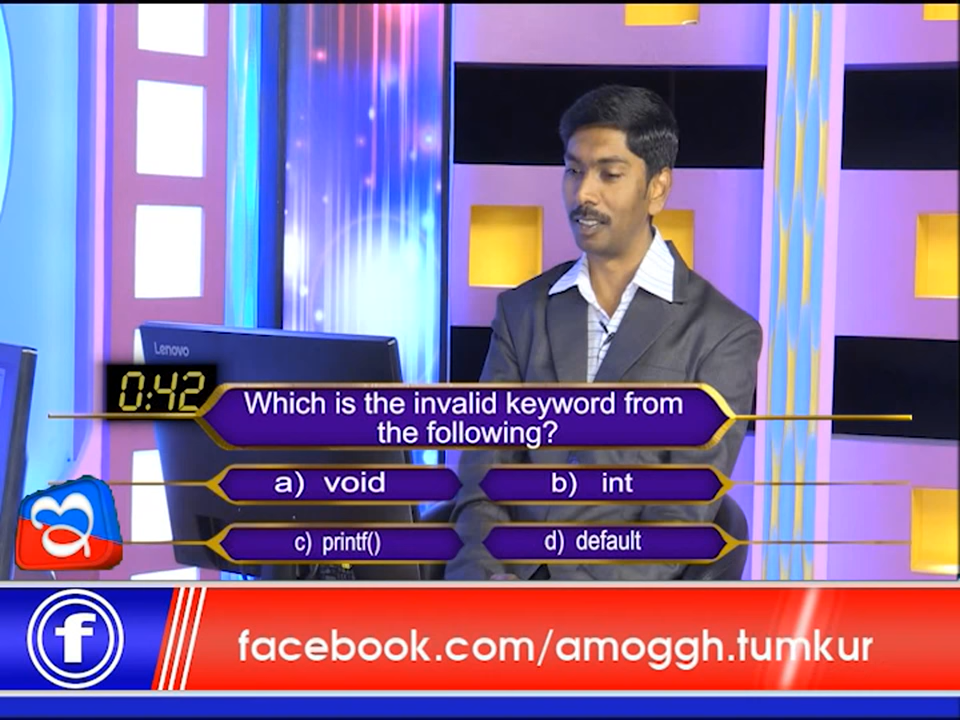 Lenovo
0:42
Which is the invalid keyword from
the following?
a) void
b) int
c) printf()
d) default
f
facebook.com/amoggh.tumkur